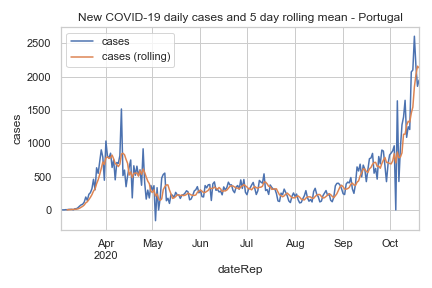 New COVID-19 daily cases and 5 day rolling mean - Portugal
cases
cases (rolling)
2500
2000
1500
1000
500
0
cases
Apr
2020
May
Jun
Jul
Aug
Sep
Oct
dateRep